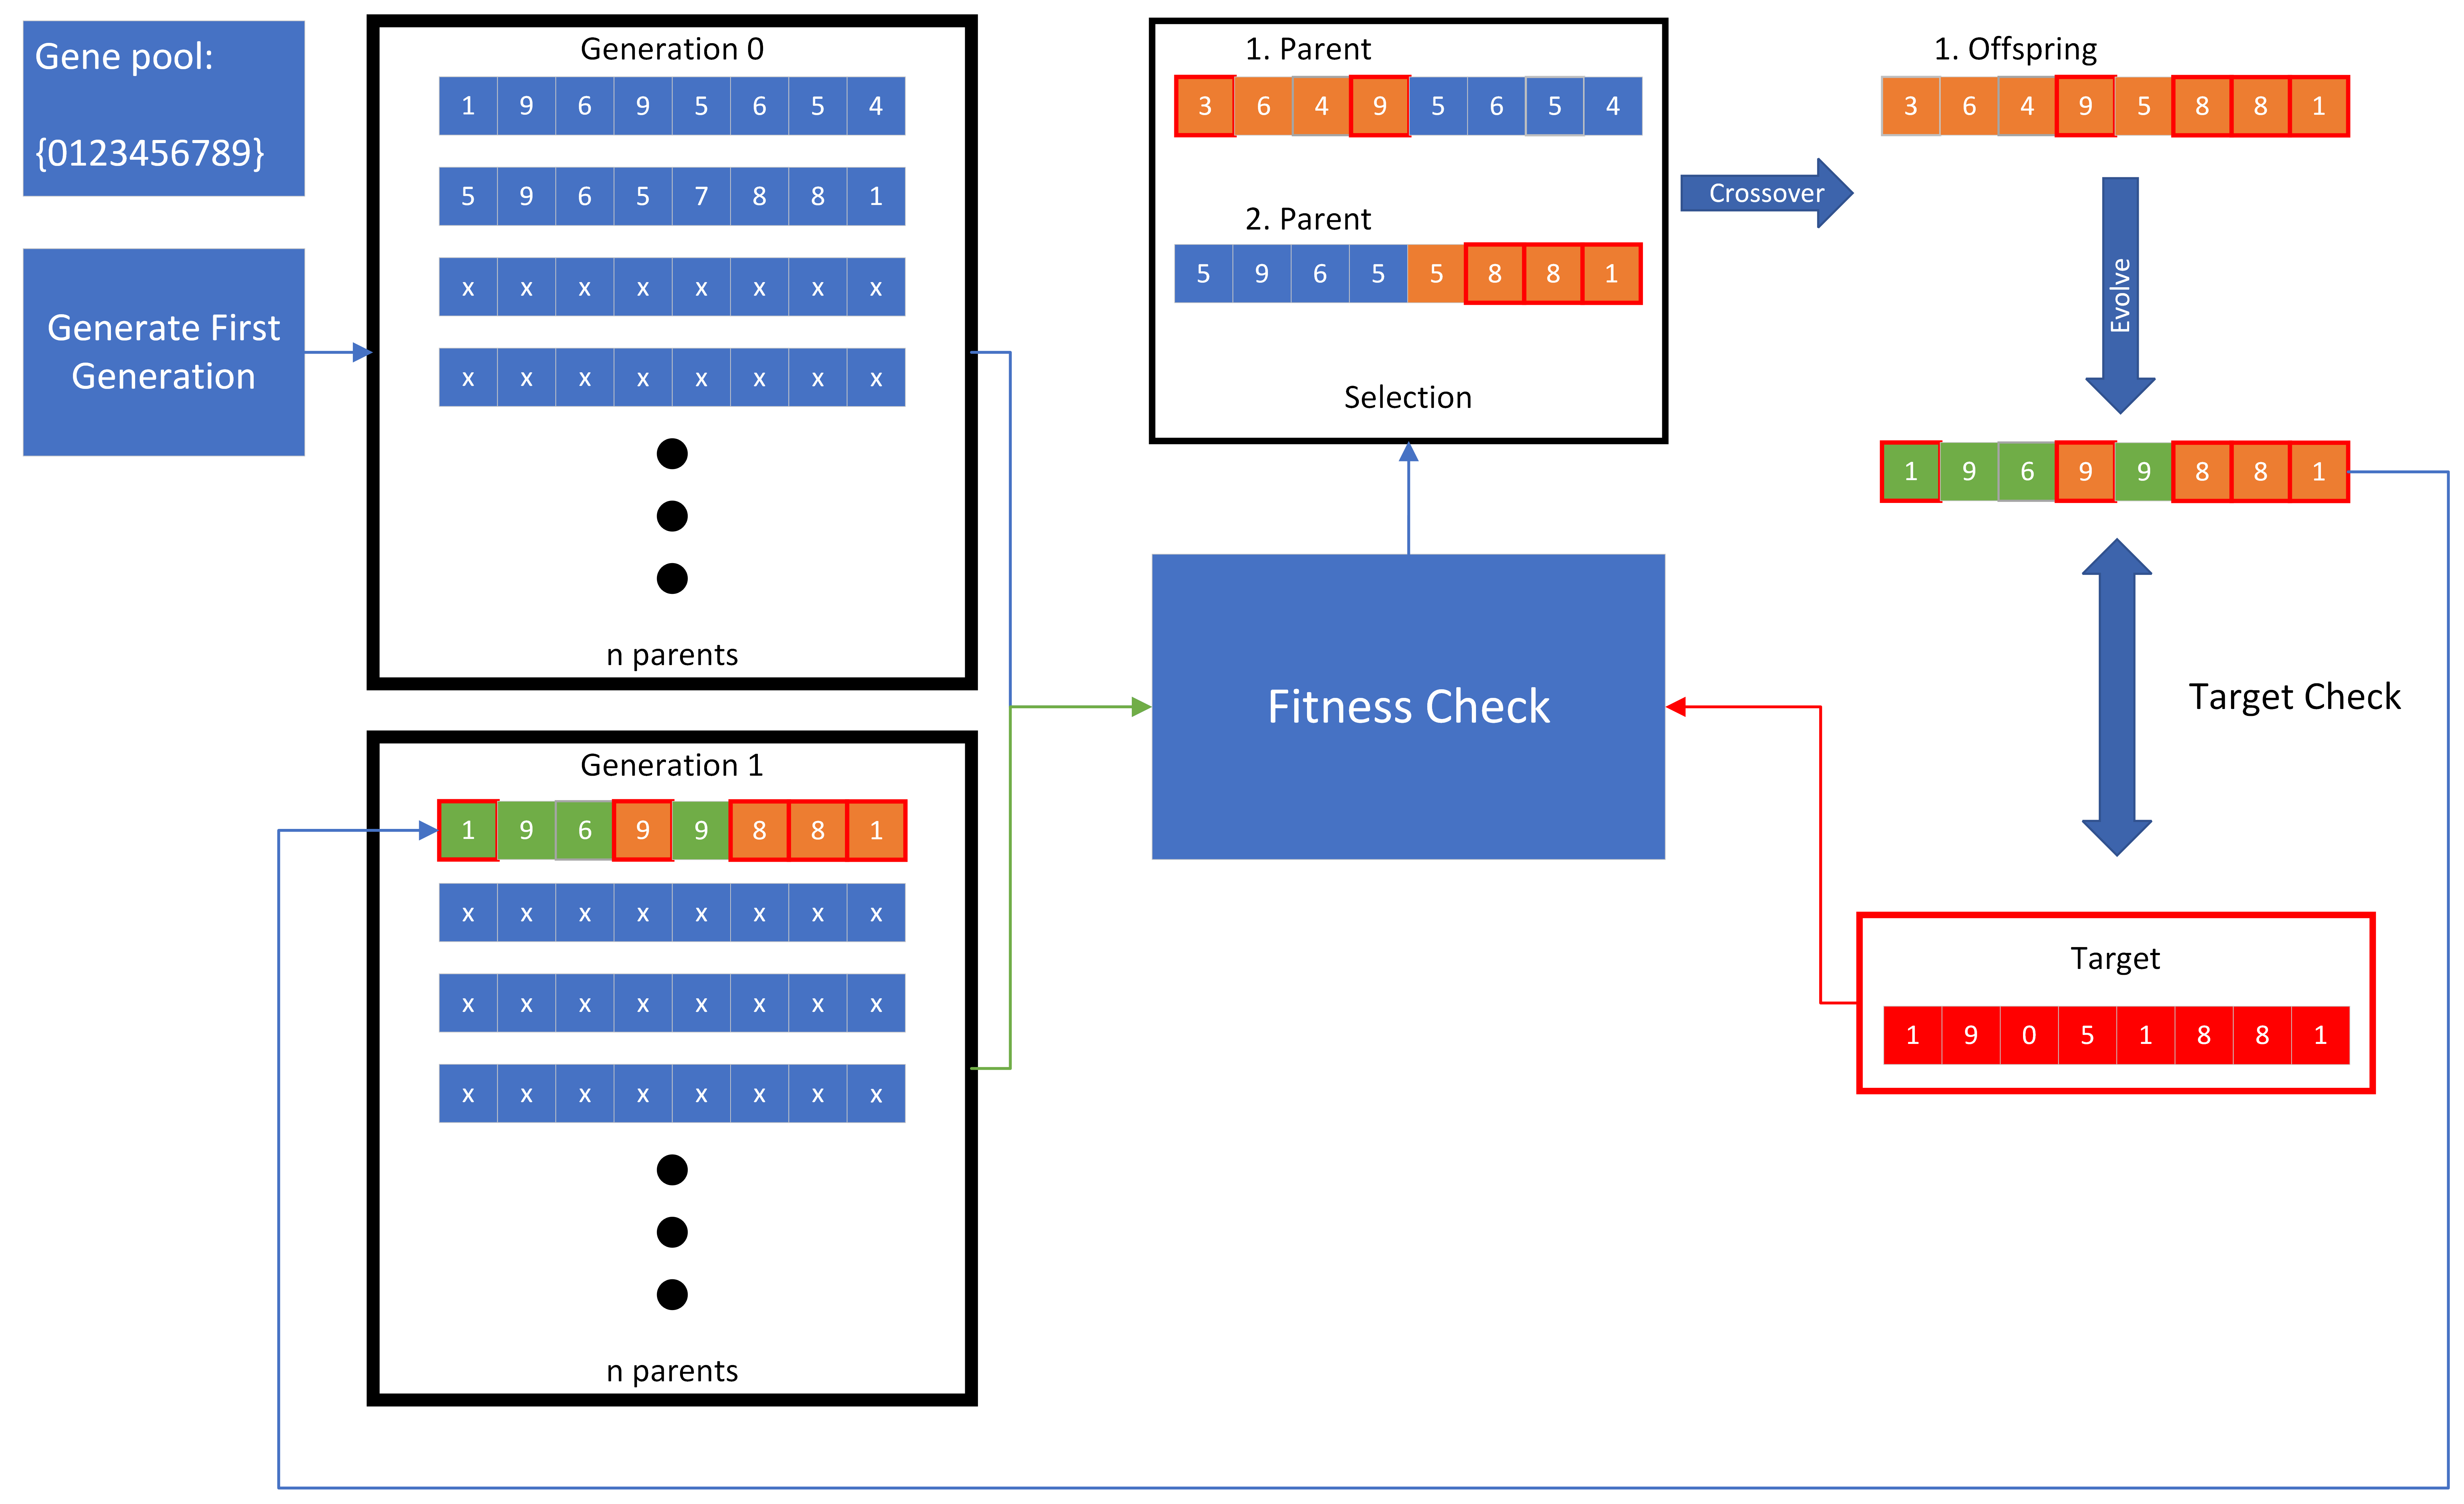 Gene pool:
{0123456789}
Generate First
Generation
Generation 0
1 9 6 9 5 6 5 4
5 9 6 5 7 8 8 1
x x x x x x x x
x x x x x x x x
n parents
Generation 1
1 9 6 9 9 8 8 1
x x x x x x x x
x x x x x x x x
x x x x x x x x
n parents
1. Parent
3 6 4 9 5 6 5 4
2. Parent
5 9 6 5 5 8 8 1
Selection
Fitness Check
Crossover
1. Offspring
3 6 4 9 5 8 8 1
Evolve
1 9 6 9 9 8 8 1
Target Check
Target
1 9 0 5 1 8 8 1